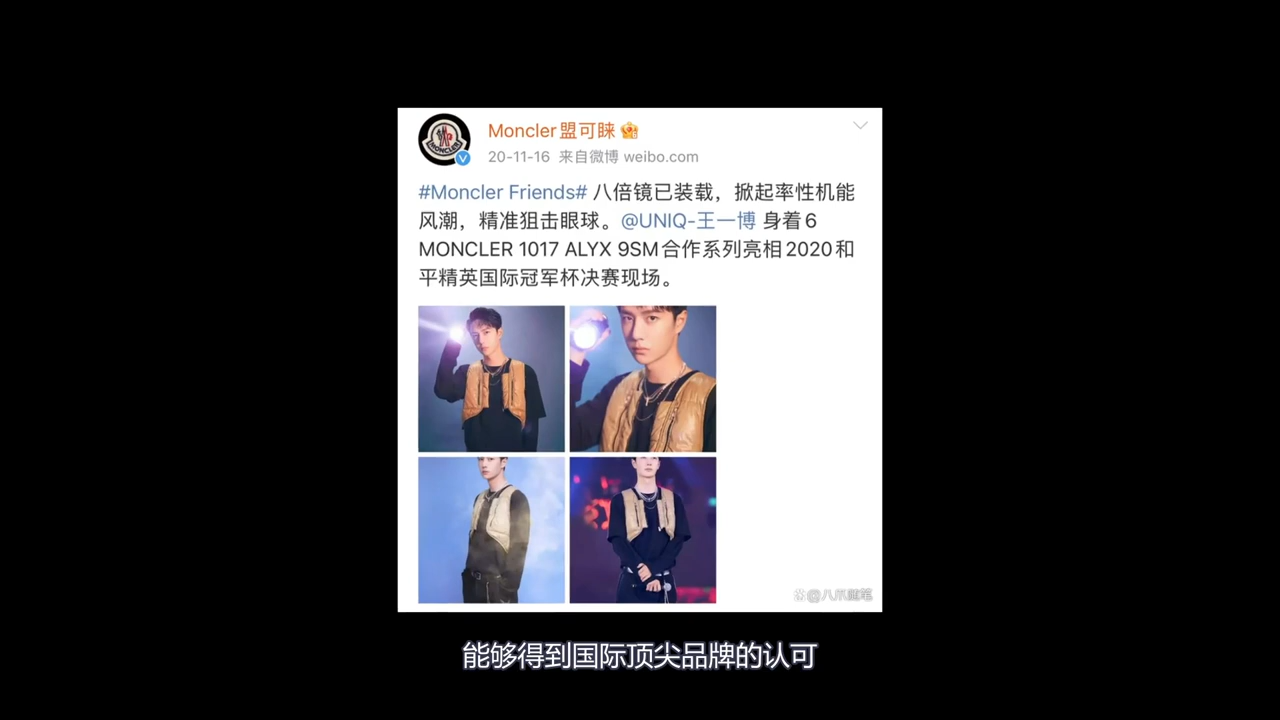 Moncler盟可睐
20-11-16 来自微博 weibo.com
#Moncler Friends# 八倍镜已装载，掀起率性机能
风潮，精准狙击眼球。@UNIQ-王一博 身着6
MONCLER 1017 ALYX 9SM合作系列亮相2020和
平精英国际冠军杯决赛现场。
MONCLER
@八爪随笔
能够得到国际顶尖品牌的认可